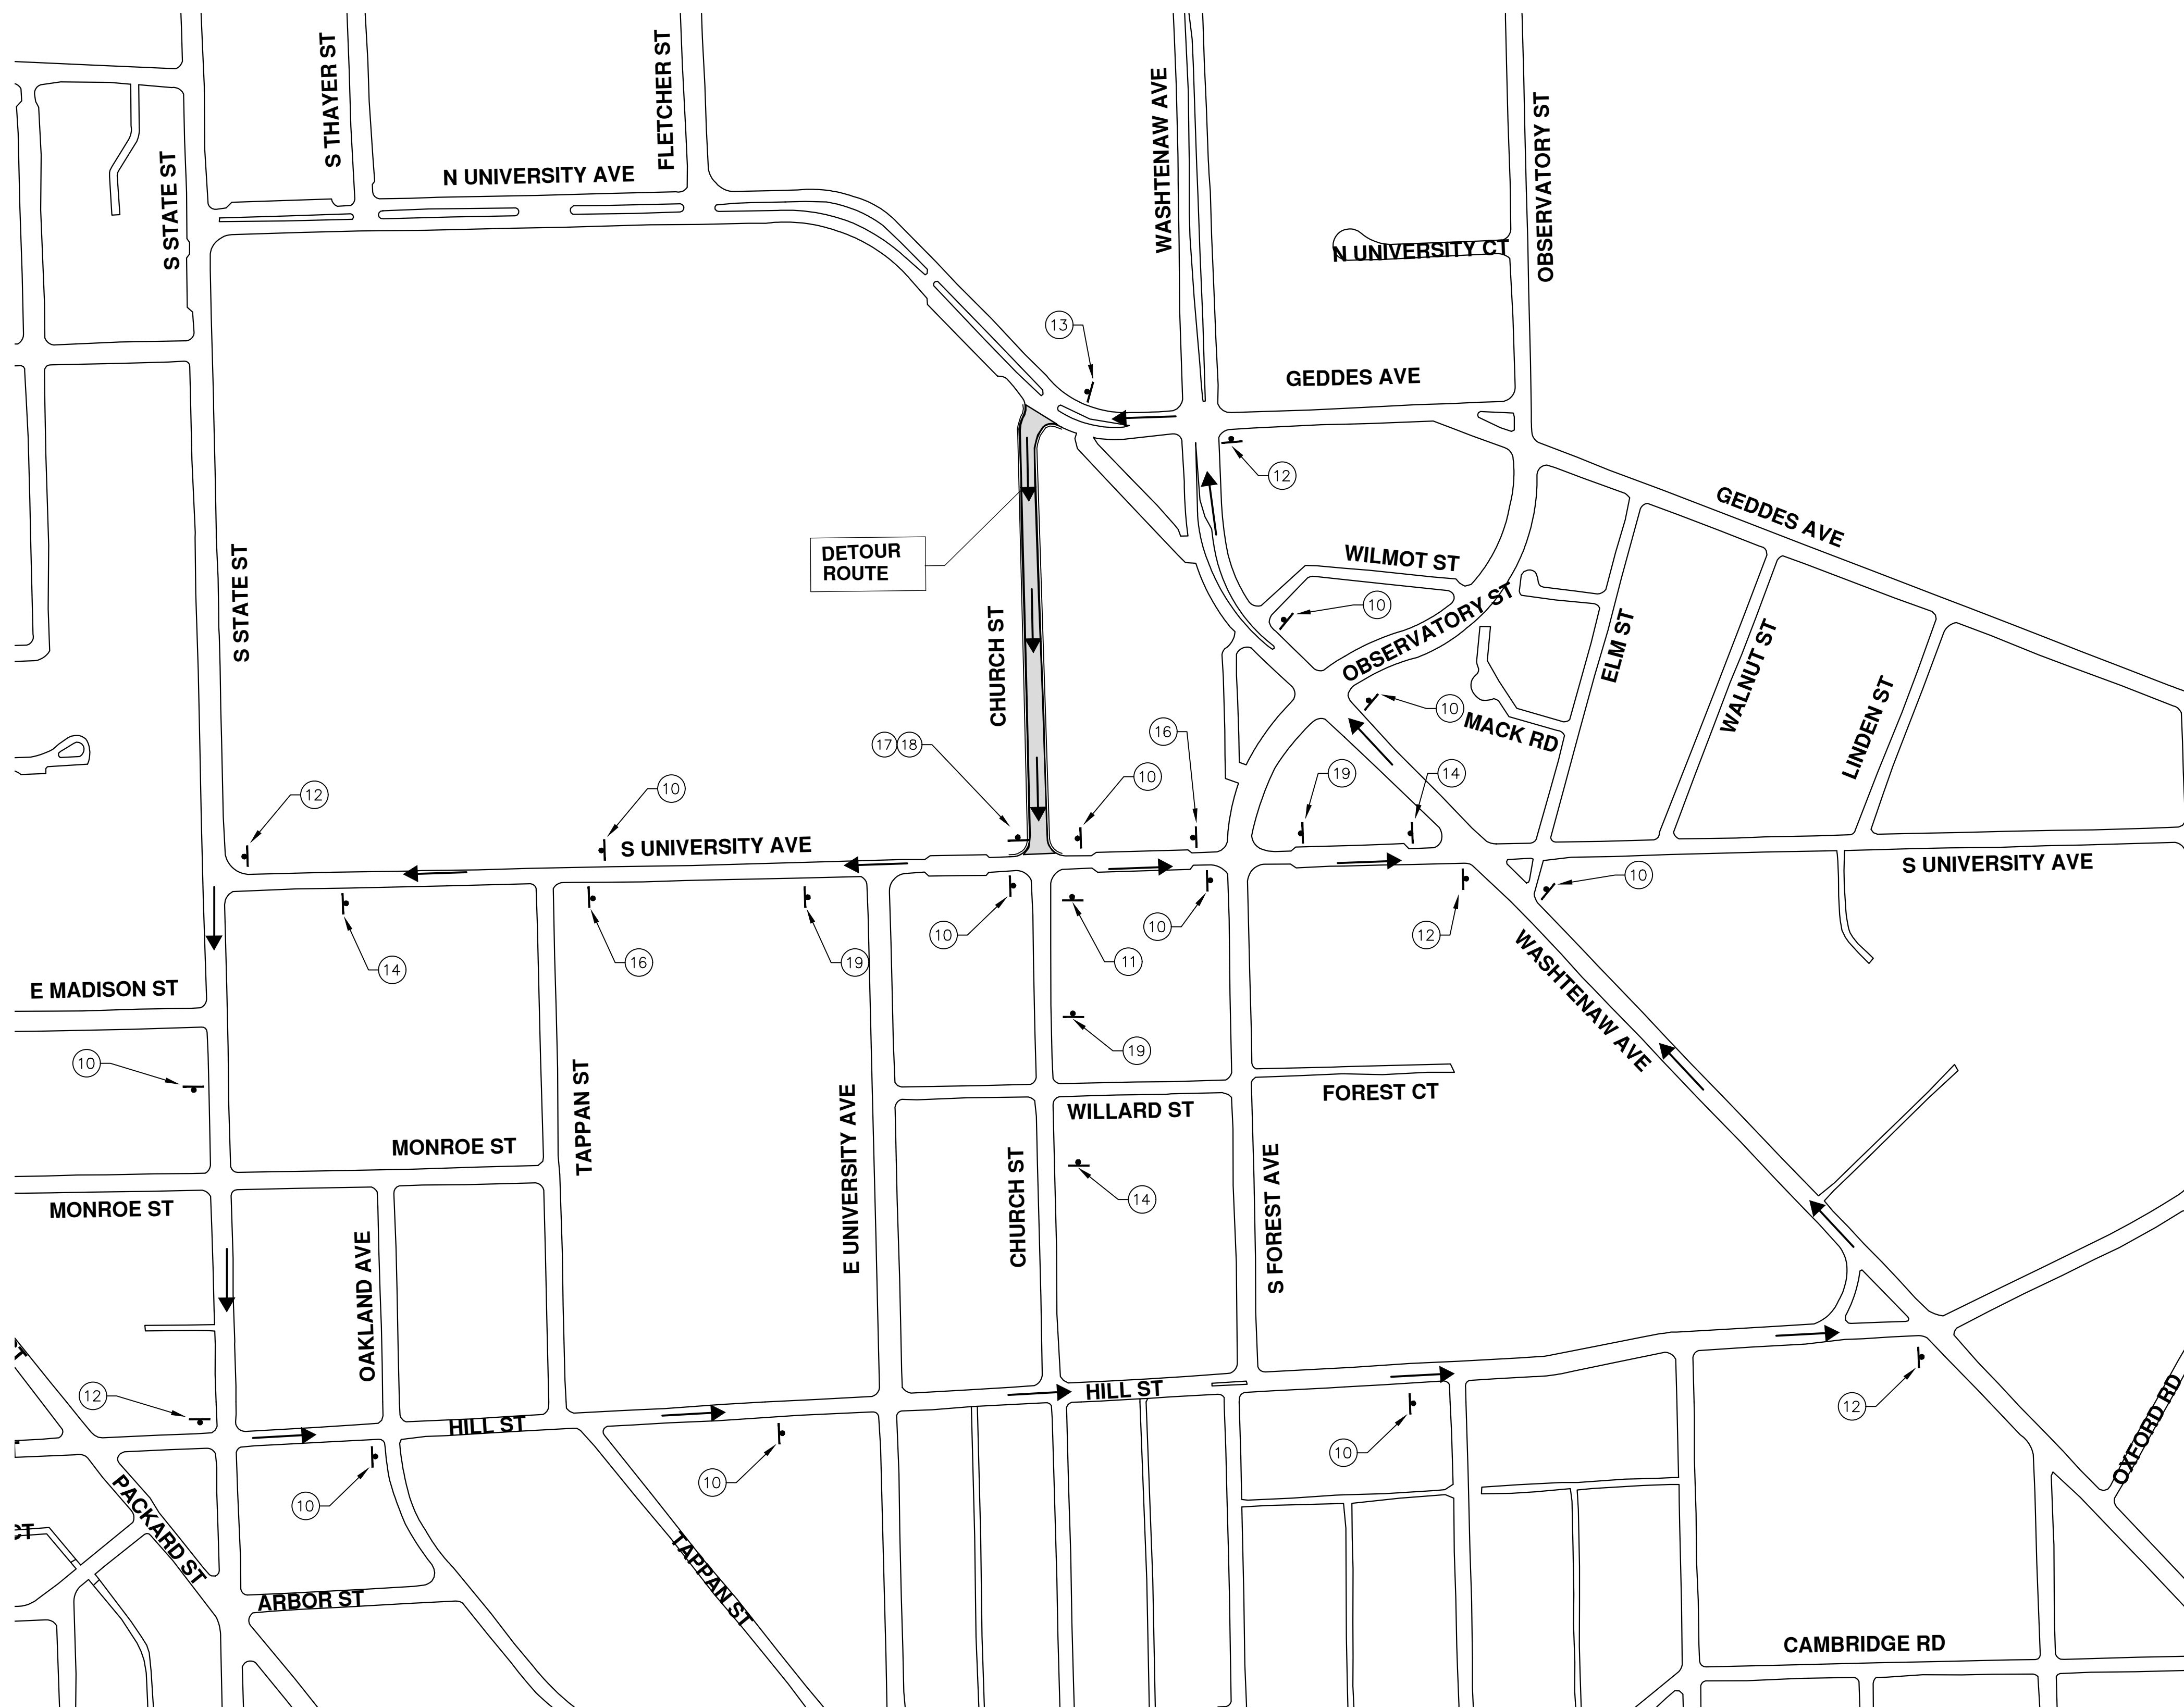 S THAYER ST
FLETCHER ST
WASHTENAW AVE
OBSERVATORY ST
S STATE ST
N UNIVERSITY AVE
N UNIVERSITY CT
13
GEDDES AVE
12
GEDDES AVE
DETOUR
ROUTE
WILMOT ST
S STATE ST
CHURCH ST
10
OBSERVATORY ST
ELM ST
WALNUT ST
LINDEN ST
10
MACK RD
17 18
16
12
10
10
19
14
S UNIVERSITY AVE
S UNIVERSITY AVE
10
14
16
19
10
11
10
12
WASHTENAW AVE
E MADISON ST
10
19
TAPPAN ST
E UNIVERSITY AVE
WILLARD ST
FOREST CT
MONROE ST
MONROE ST
CHURCH ST
14
S FOREST AVE
OAKLAND AVE
12
HILL ST
HILL ST
12
OXFORD RD
10
10
10
PACKARD ST
CT
TAPPAN ST
ARBOR ST
CAMBRIDGE RD